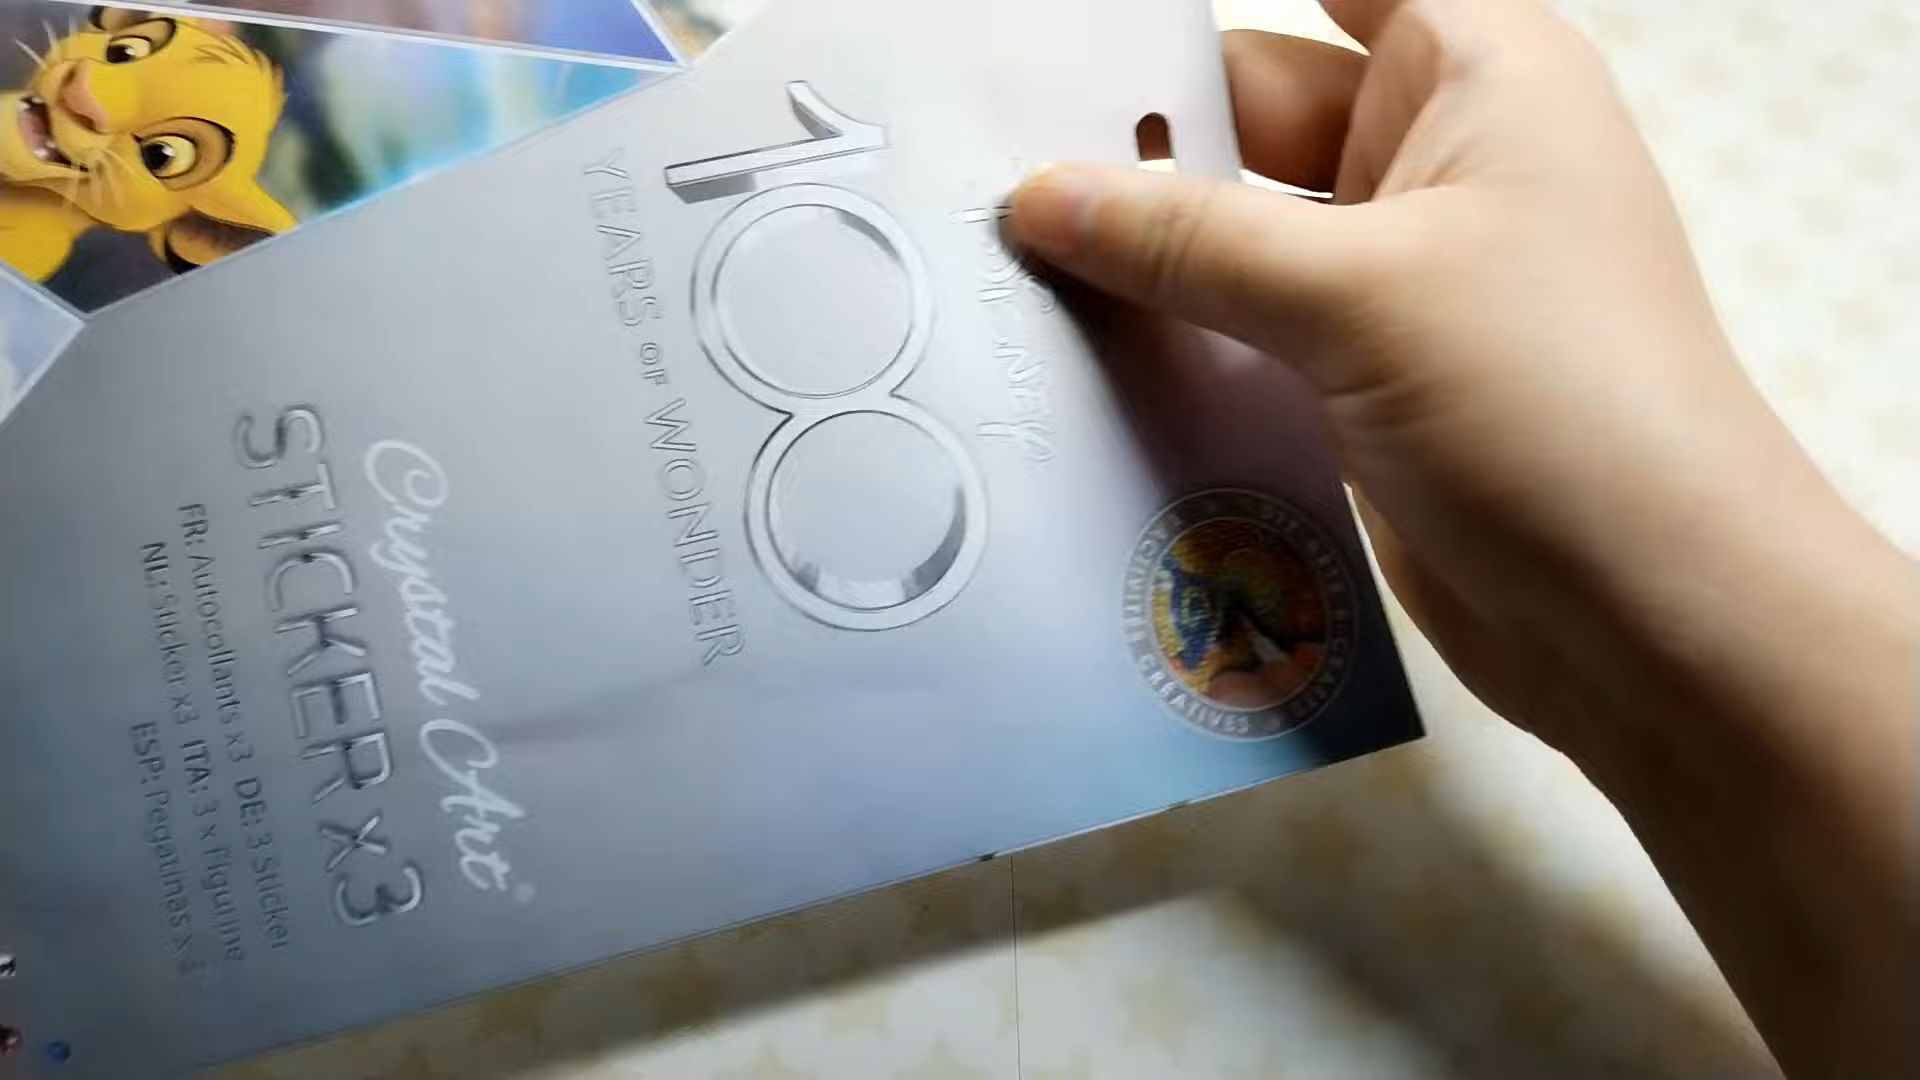 100
YEARS OF WONDER
Crystal Art
STICKER x3
FR: Autocollants x3 DE: 3 Sticker
NL: Sticker x3 ITA: 3 x figurine
ESP: Pegatinas x
CREATIVES